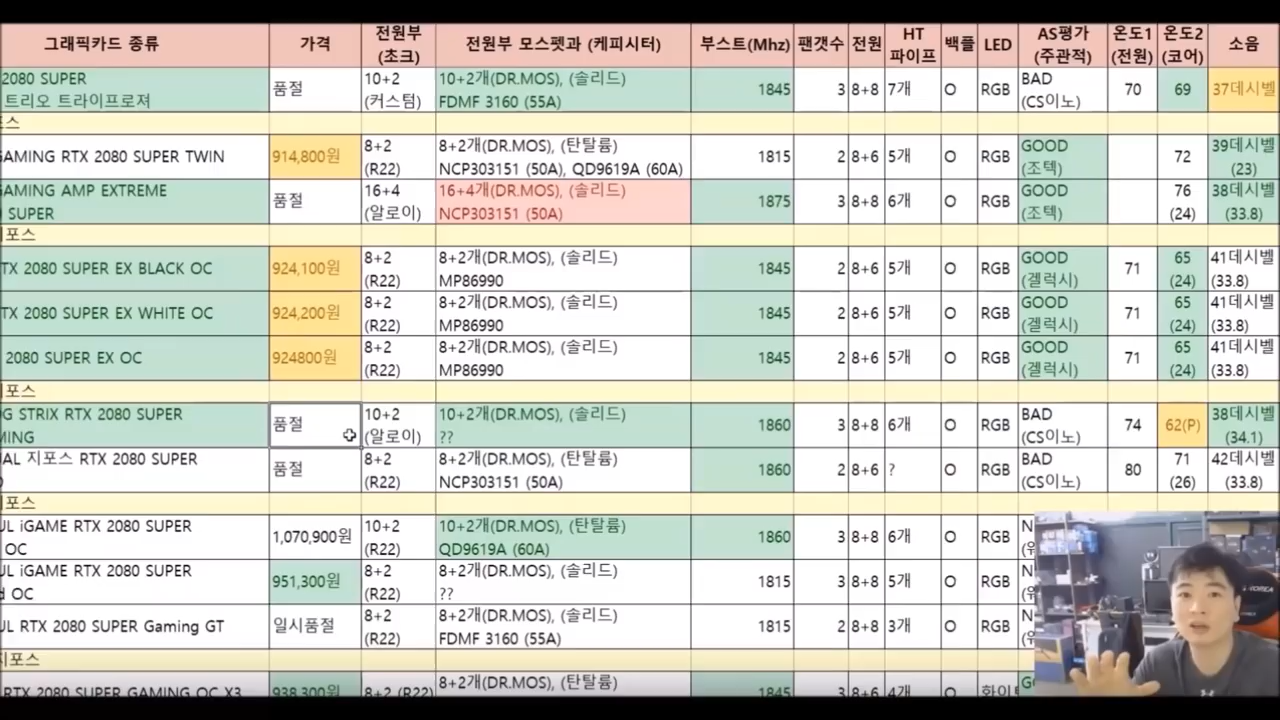 그래픽카드 종류 가격 전원부 (초크) 전원부 모스펫과 (케피시터) 부스트(Mhz) 팬갯수 전원 HT 파이프 백플 LED AS평가 (주관적) 온도1 (전원) 온도2 (코어) 소음
2080 SUPER 품절 10+2 10+2개(DR.MOS), (솔리드) 1845 3 8+8 7개 O RGB BAD 70 69 37데시벨
트리오 트라이프로져 (커스텀) FDMF 3160 (55A) (CS이노)
포스
GAMING RTX 2080 SUPER TWIN 914,800원 8+2 8+2개(DR.MOS), (탄탈륨) 1815 2 8+6 5개 O RGB GOOD 72 39데시벨
(R22) NCP303151 (50A), QD9619A (60A) (조텍) (23)
GAMING AMP EXTREME 품절 16+4 16+4개(DR.MOS), (솔리드) 1875 3 8+8 6개 O RGB GOOD 76 38데시벨
SUPER (알로이) NCP303151 (50A) (조텍) (24) (33.8)
지포스
TX 2080 SUPER EX BLACK OC 924,100원 8+2 8+2개(DR.MOS), (솔리드) 1845 2 8+6 5개 O RGB GOOD 71 65 41데시벨
(R22) MP86990 (겔럭시) (24) (33.8)
TX 2080 SUPER EX WHITE OC 924,200원 8+2 8+2개(DR.MOS), (솔리드) 1845 2 8+6 5개 O RGB GOOD 71 65 41데시벨
(R22) MP86990 (겔럭시) (24) (33.8)
2080 SUPER EX OC 924800원 8+2 8+2개(DR.MOS), (솔리드) 1845 2 8+6 5개 O RGB GOOD 71 65 41데시벨
(R22) MP86990 (겔럭시) (24) (33.8)
지포스
OG STRIX RTX 2080 SUPER 품절 10+2 10+2개(DR.MOS), (솔리드) 1860 3 8+8 6개 O RGB BAD 74 62(P) 38데시벨
MING (알로이) ?? (CS이노) (34.1)
AL 지포스 RTX 2080 SUPER 품절 8+2 8+2개(DR.MOS), (탄탈륨) 1860 2 8+6 ? O RGB BAD 80 71 42데시벨
(R22) NCP303151 (50A) (CS이노) (26) (33.8)
지포스
UL iGAME RTX 2080 SUPER 1,070,900원 10+2 10+2개(DR.MOS), (탄탈륨) 1860 3 8+8 6개 O RGB N
OC (R22) QD9619A (60A)
UL iGAME RTX 2080 SUPER 951,300원 8+2 8+2개(DR.MOS), (솔리드) 1815 3 8+8 5개 O RGB N
OC (R22) ??
UL RTX 2080 SUPER Gaming GT 일시품절 8+2 8+2개(DR.MOS), (솔리드) 1815 2 8+8 3개 O RGB N
(R22) FDMF 3160 (55A)
지포스
RTX 2080 SUPER GAMING OC X3 938,300원 8+2 (R22) 8+2개(DR.MOS), (탄탈륨) 1845 3 8+6 4개 O 화이트